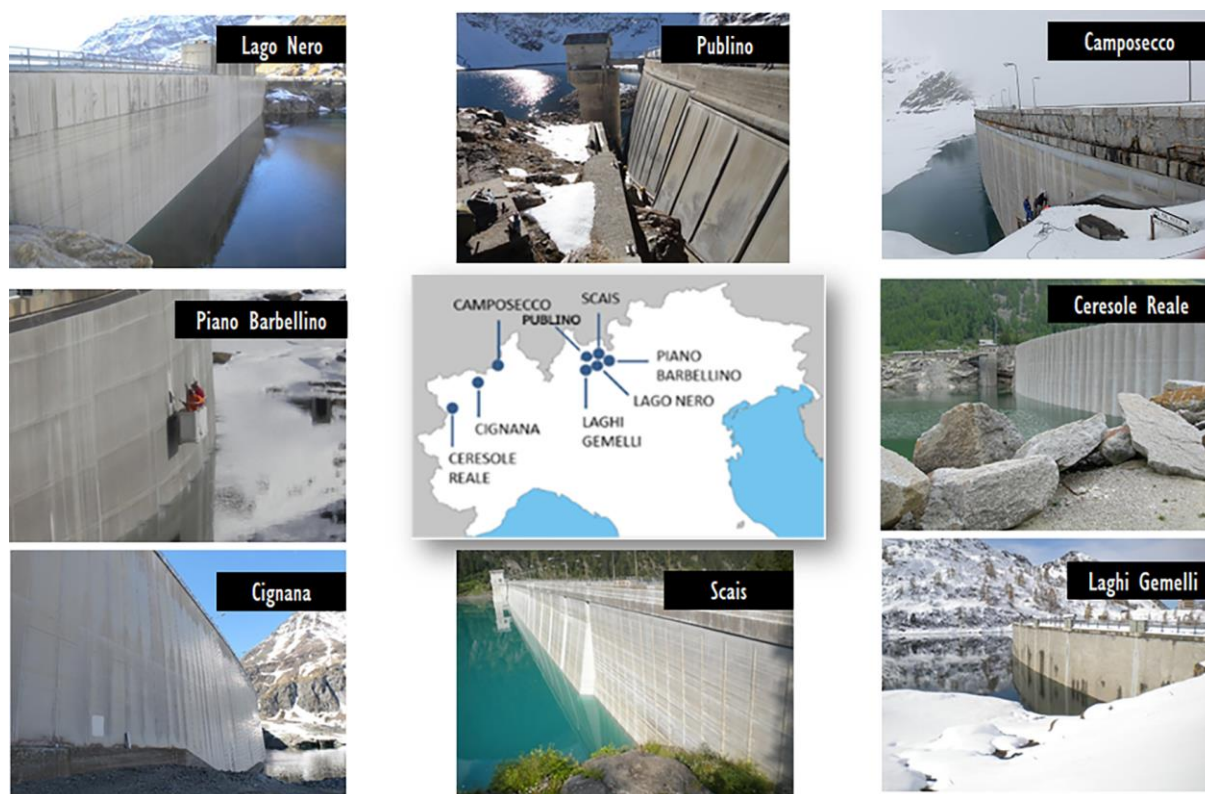 Lago Nero
Publino
Camposecco
Piano Barbellino
CAMPOSECCO
SCAIS
PUBLINO
PIANO
BARBELLINO
LAGO NERO
LAGHI
GEMELLI
CIGNANA
CERESOLE
REALE
Ceresole Reale
Cignana
Scais
Laghi Gemelli